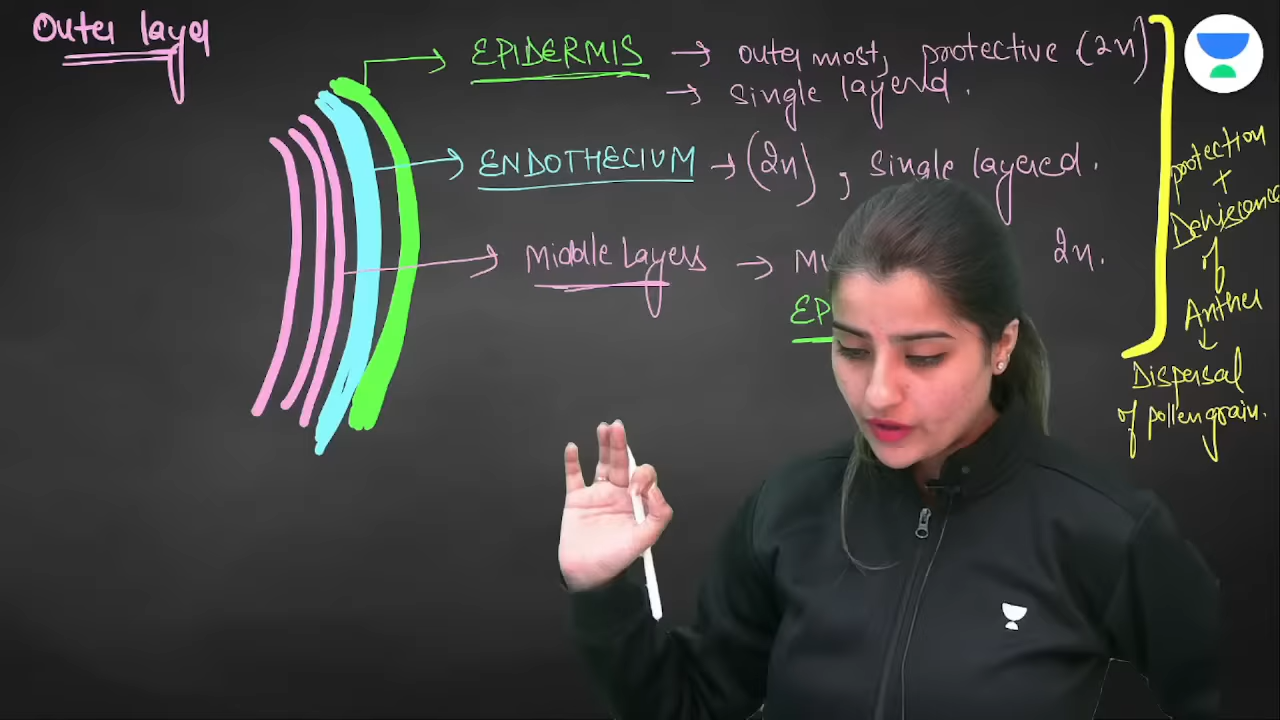 Outer layer
EPIDERMIS → outer most, protective (2n)
→ Single layered.
ENDOTHECIUM → (2n), Single layered.
Middle Layers → 2n.
EP
protection
+
Dehiscence
of
Anther
↓
Dispersal
of pollengrain.